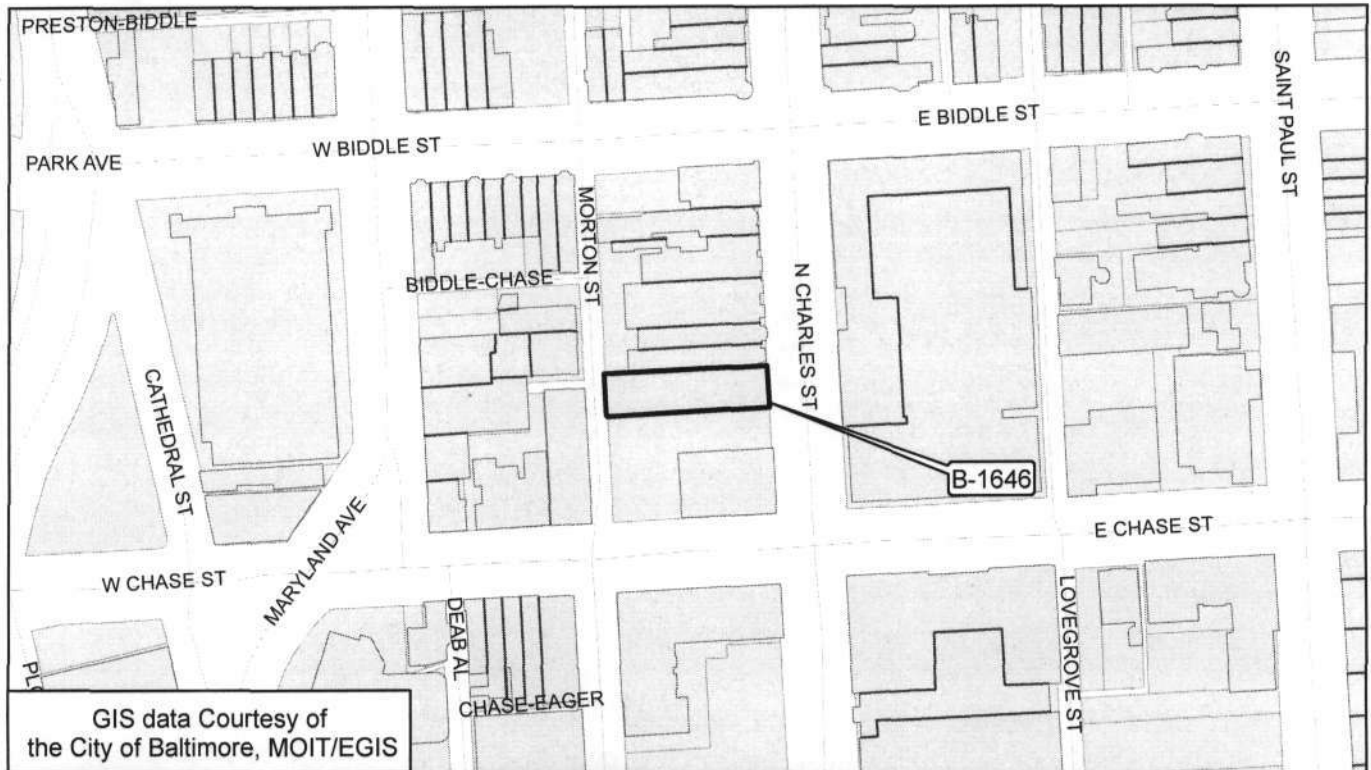 PRESTON-BIDDLE
SAINT PAUL ST
E BIDDLE ST
W BIDDLE ST
PARK AVE
MORTON ST
BIDDLE-CHASE
N CHARLES ST
CATHEDRAL ST
B-1646
MARYLAND AVE
E CHASE ST
W CHASE ST
DEAB AL
LOVEGROVE ST
CHASE-EAGER
GIS data Courtesy of
the City of Baltimore, MOIT/EGIS